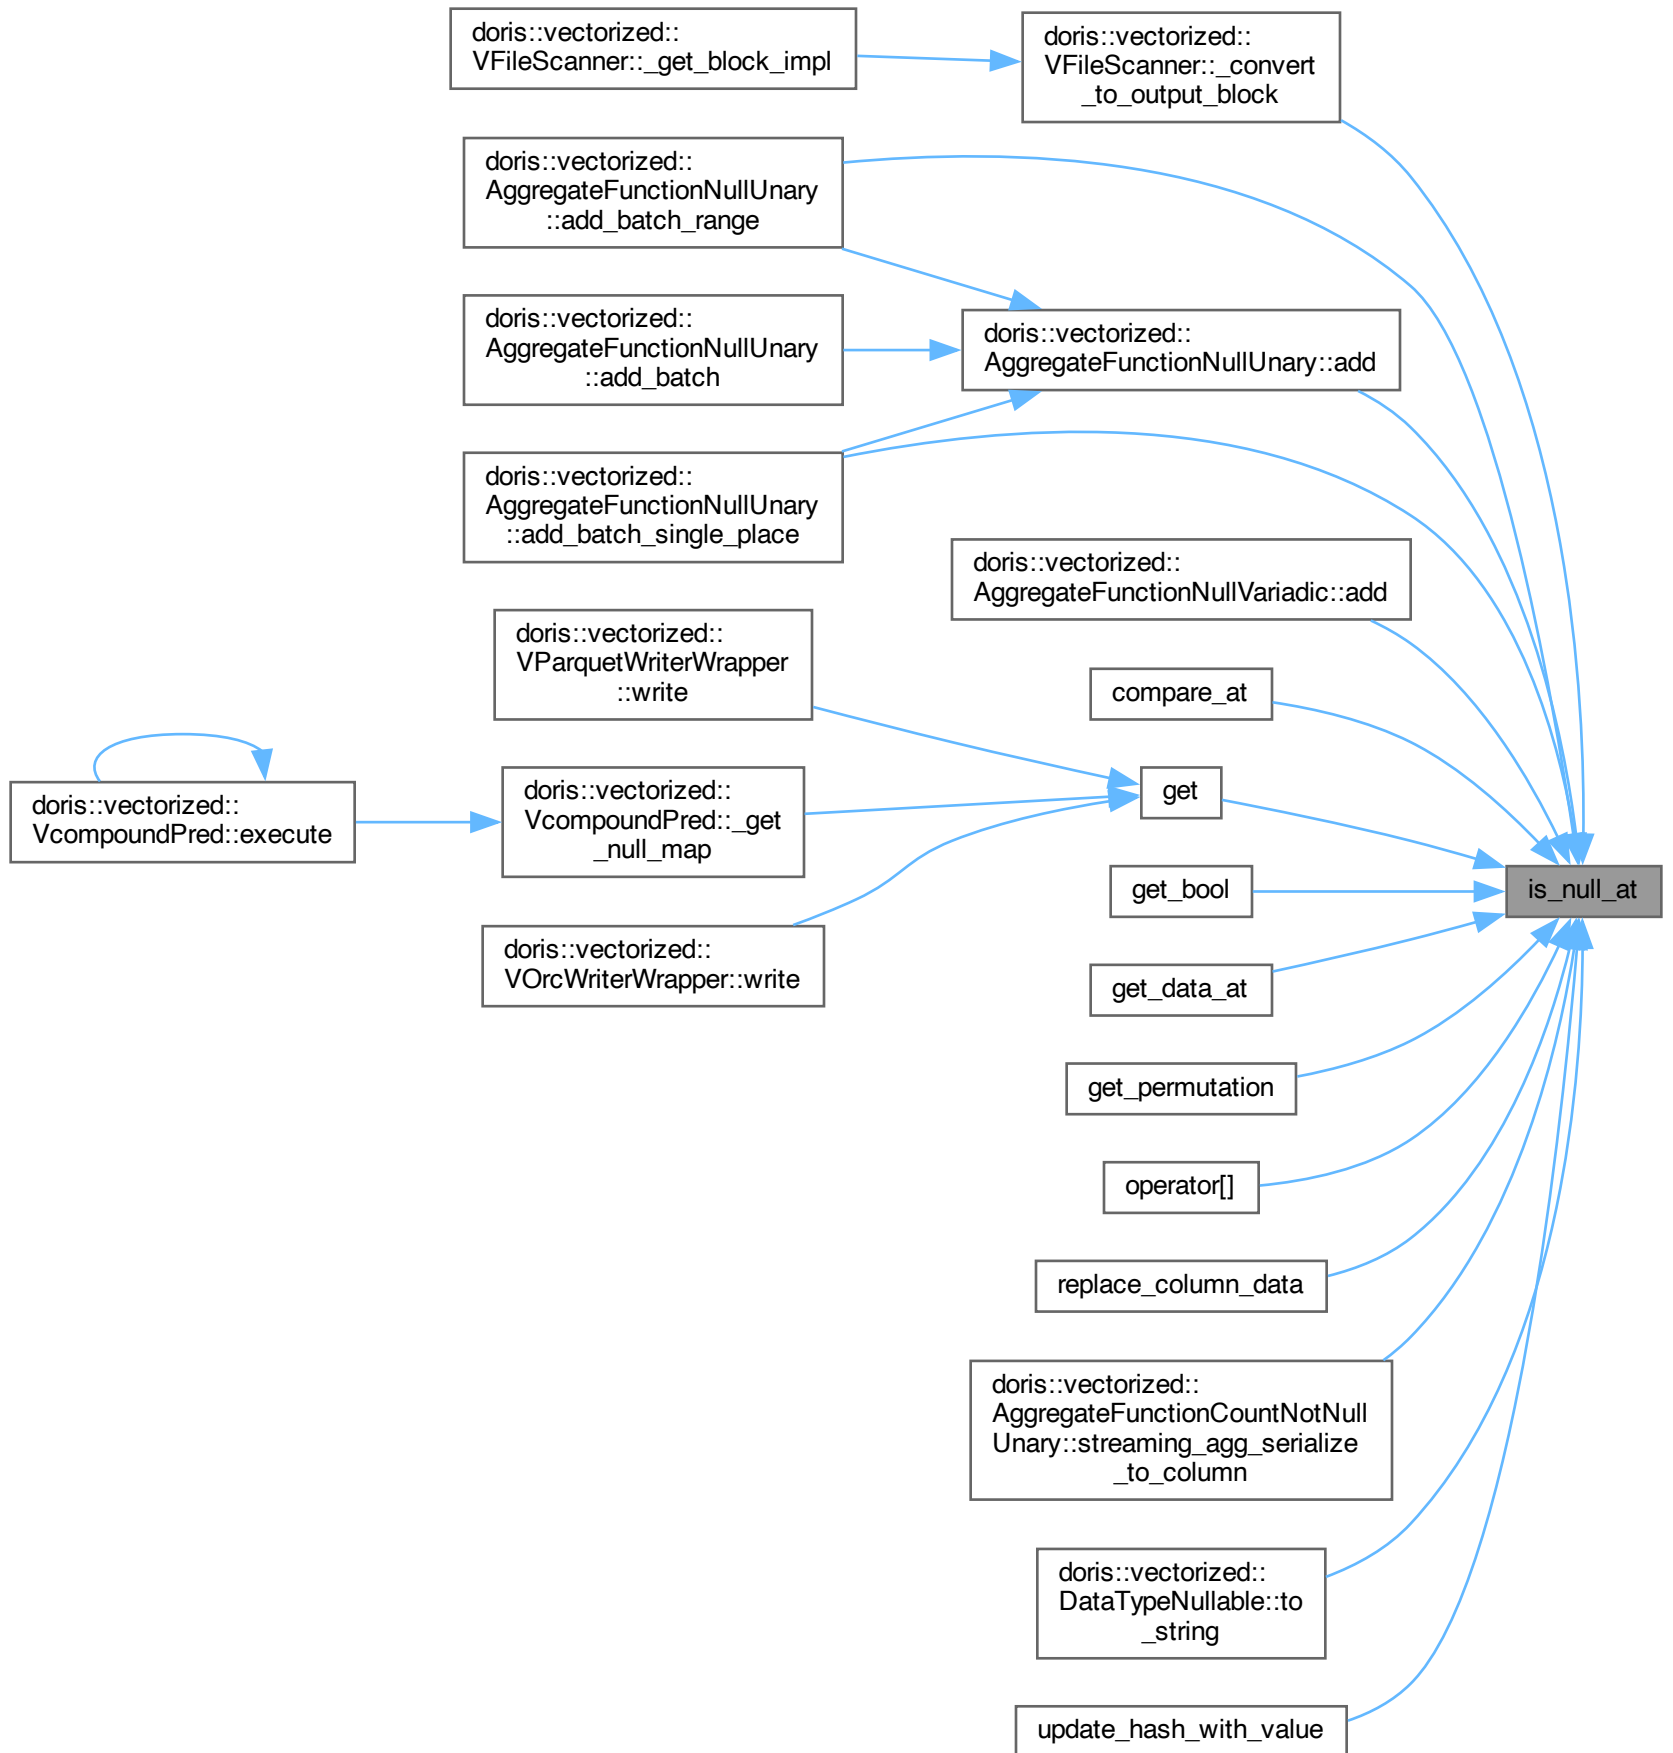 doris::vectorized::
VFileScanner::_get_block_impl
doris::vectorized::
VFileScanner::_convert
_to_output_block
doris::vectorized::
AggregateFunctionNullUnary
::add_batch_range
doris::vectorized::
AggregateFunctionNullUnary
::add_batch
doris::vectorized::
AggregateFunctionNullUnary::add
doris::vectorized::
AggregateFunctionNullUnary
::add_batch_single_place
doris::vectorized::
AggregateFunctionNullVariadic::add
doris::vectorized::
VParquetWriterWrapper
::write
compare_at
doris::vectorized::
VcompoundPred::execute
doris::vectorized::
VcompoundPred::_get
_null_map
get
get_bool
is_null_at
doris::vectorized::
VOrcWriterWrapper::write
get_data_at
get_permutation
operator[]
replace_column_data
doris::vectorized::
AggregateFunctionCountNotNull
Unary::streaming_agg_serialize
_to_column
doris::vectorized::
DataTypeNullable::to
_string
update_hash_with_value